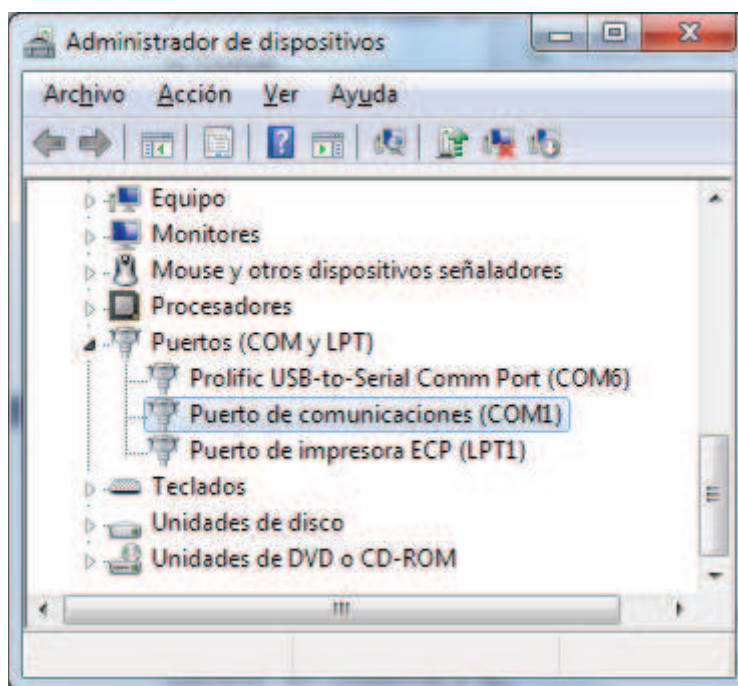 Administrador de dispositivos
Archivo Acción Ver Ayuda
Equipo
Monitores
Mouse y otros dispositivos señaladores
Procesadores
Puertos (COM y LPT)
Prolific USB-to-Serial Comm Port (COM6)
Puerto de comunicaciones (COM1)
Puerto de impresora ECP (LPT1)
Teclados
Unidades de disco
Unidades de DVD o CD-ROM